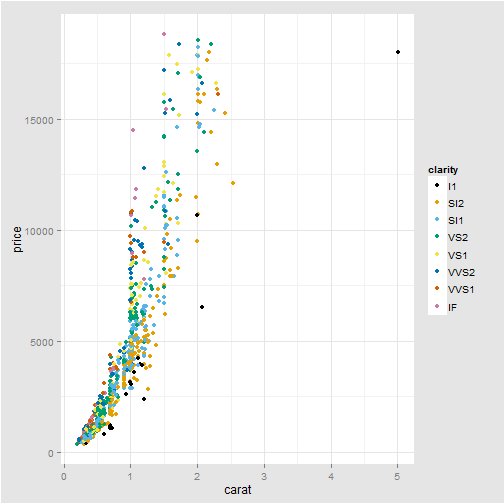 15000
10000
5000
0
price
0
1
2
3
4
5
carat
clarity
I1
SI2
SI1
VS2
VS1
VVS2
VVS1
IF